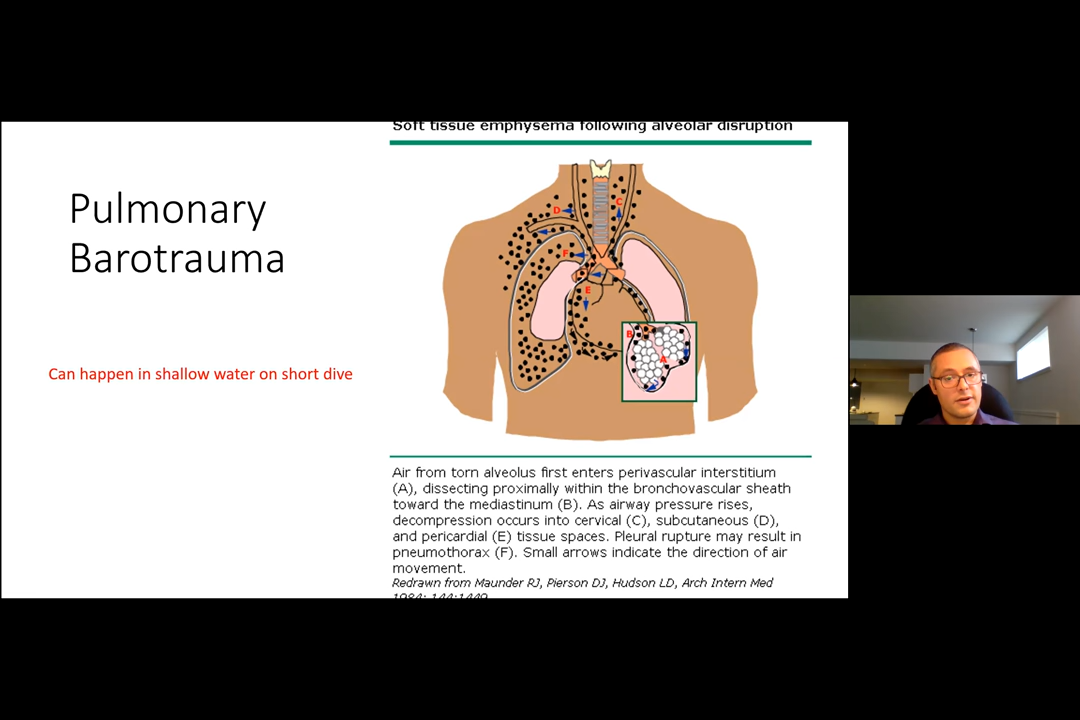 Pulmonary
Barotrauma
Can happen in shallow water on short dive
Soft tissue emphysema following alveolar disruption
D
C
F
E
B
A
Air from torn alveolus first enters perivascular interstitium
(A), dissecting proximally within the bronchovascular sheath
toward the mediastinum (B). As airway pressure rises,
decompression occurs into cervical (C), subcutaneous (D),
and pericardial (E) tissue spaces. Pleural rupture may result in
pneumothorax (F). Small arrows indicate the direction of air
movement.
Redrawn from Maunder RJ, Pierson DJ, Hudson LD, Arch Intern Med
1984; 144:1449